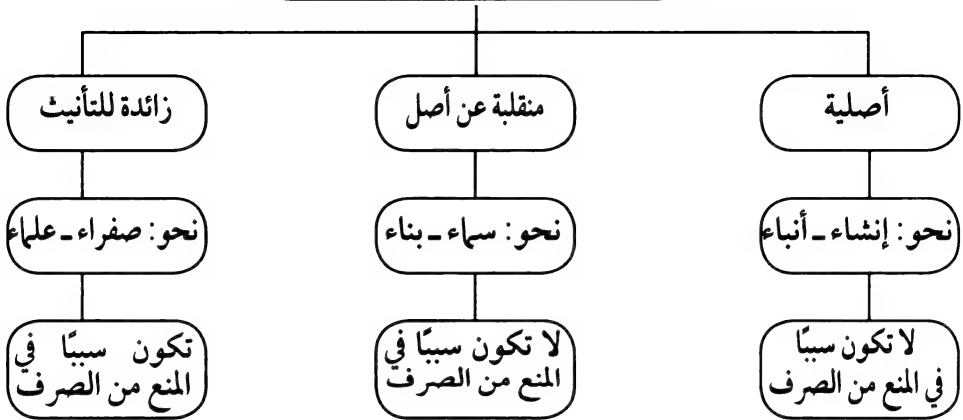 أصلية
منقلبة عن أصل
زائدة للتأنيث
نحو: إنشاء ـ أنباء
نحو: سماء ـ بناء
نحو: صفراء ـ علماء
لا تكون سببًا
في المنع من الصرف
لا تكون سببًا في
المنع من الصرف
تكون سببًا في
المنع من الصرف